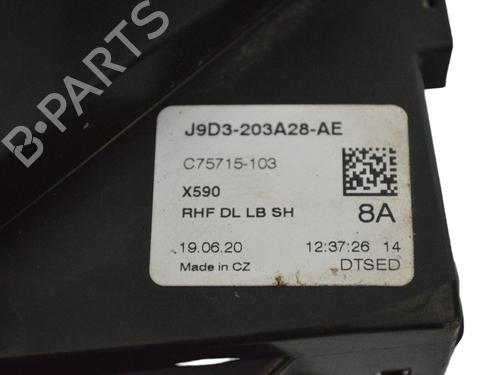 B-PARTS
J9D3-203A28-AE
C75715-103
X590
RHF DL LB SH 8A
19.06.20 12:37:26 14
Made in CZ DTSED